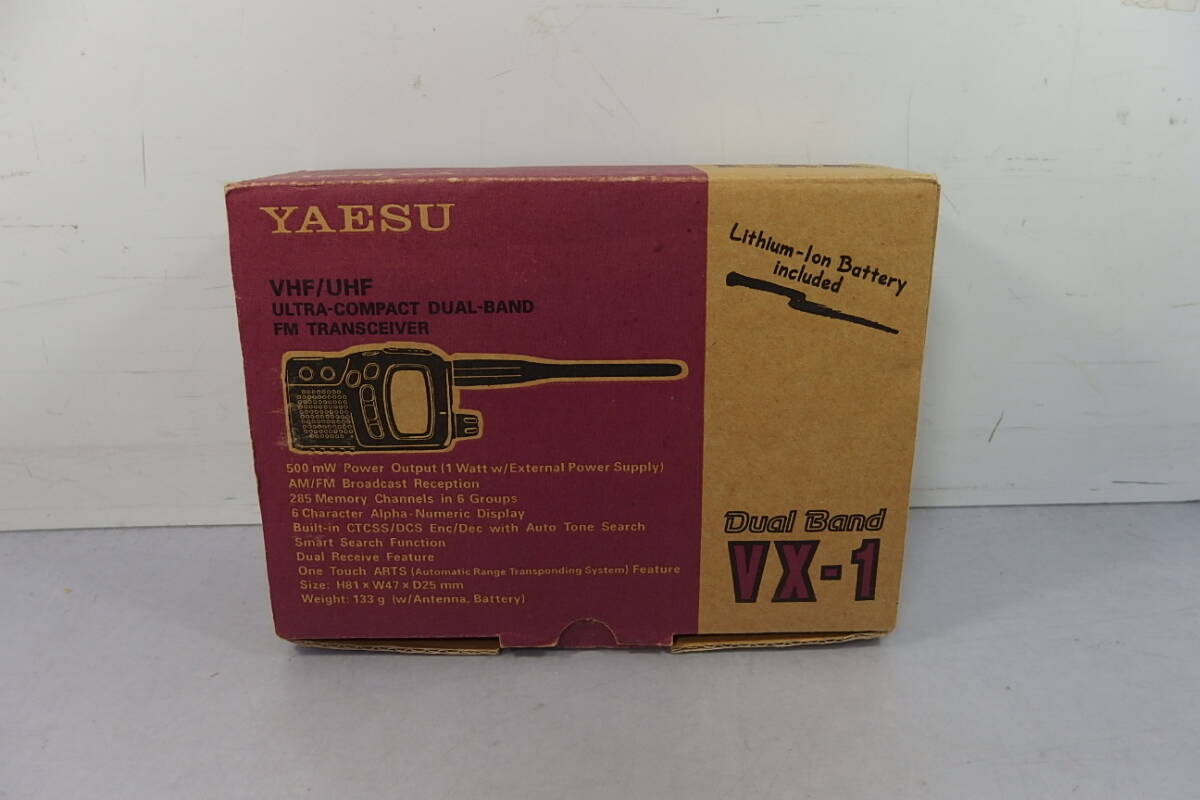 YAESU
VHF/UHF
ULTRA-COMPACT DUAL-BAND
FM TRANSCEIVER
500 mW Power Output (1 Watt w/External Power Supply)
AM/FM Broadcast Reception
285 Memory Channels in 6 Groups
6 Character Alpha-Numeric Display
Built-in CTCSS/DCS Enc/Dec with Auto Tone Search
Smart Search Function
Dual Receive Feature
One Touch ARTS (Automatic Range Transponding System) Feature
Size: H81 x W47 x D25 mm
Weight: 133 g (w/Antenna, Battery)
Lithium-Ion Battery
included
Dual Band
VX-1